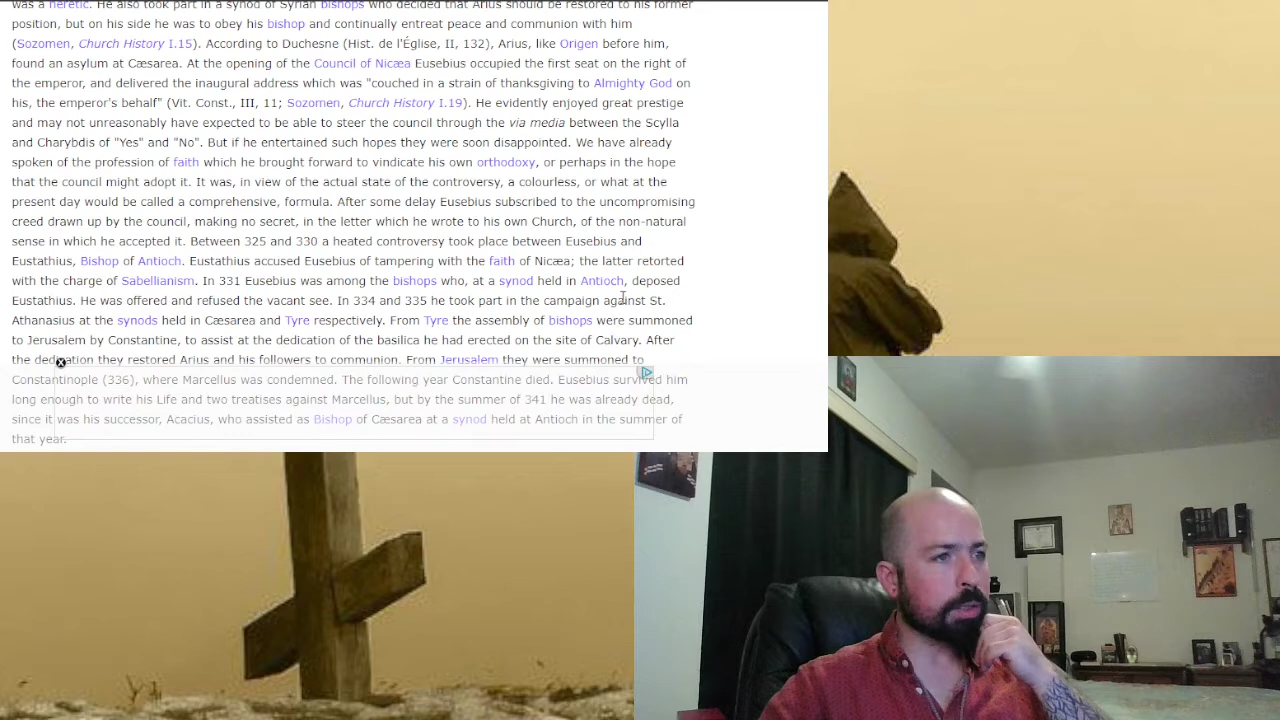 was a heretic. He also took part in a synod of Syrian bishops who decided that Arius should be restored to his former
position, but on his side he was to obey his bishop and continually entreat peace and communion with him
(Sozomen, Church History I.15). According to Duchesne (Hist. de l'Église, II, 132), Arius, like Origen before him,
found an asylum at Cæsarea. At the opening of the Council of Nicæa Eusebius occupied the first seat on the right of
the emperor, and delivered the inaugural address which was "couched in a strain of thanksgiving to Almighty God on
his, the emperor's behalf" (Vit. Const., III, 11; Sozomen, Church History I.19). He evidently enjoyed great prestige
and may not unreasonably have expected to be able to steer the council through the via media between the Scylla
and Charybdis of "Yes" and "No". But if he entertained such hopes they were soon disappointed. We have already
spoken of the profession of faith which he brought forward to vindicate his own orthodoxy, or perhaps in the hope
that the council might adopt it. It was, in view of the actual state of the controversy, a colourless, or what at the
present day would be called a comprehensive, formula. After some delay Eusebius subscribed to the uncompromising
creed drawn up by the council, making no secret, in the letter which he wrote to his own Church, of the non-natural
sense in which he accepted it. Between 325 and 330 a heated controversy took place between Eusebius and
Eustathius, Bishop of Antioch. Eustathius accused Eusebius of tampering with the faith of Nicæa; the latter retorted
with the charge of Sabellianism. In 331 Eusebius was among the bishops who, at a synod held in Antioch, deposed
Eustathius. He was offered and refused the vacant see. In 334 and 335 he took part in the campaign against St.
Athanasius at the synods held in Cæsarea and Tyre respectively. From Tyre the assembly of bishops were summoned
to Jerusalem by Constantine, to assist at the dedication of the basilica he had erected on the site of Calvary. After
the dedication they restored Arius and his followers to communion. From Jerusalem they were summoned to
Constantinople (336), where Marcellus was condemned. The following year Constantine died. Eusebius survived him
long enough to write his Life and two treatises against Marcellus, but by the summer of 341 he was already dead,
since it was his successor, Acacius, who assisted as Bishop of Cæsarea at a synod held at Antioch in the summer of
that year.